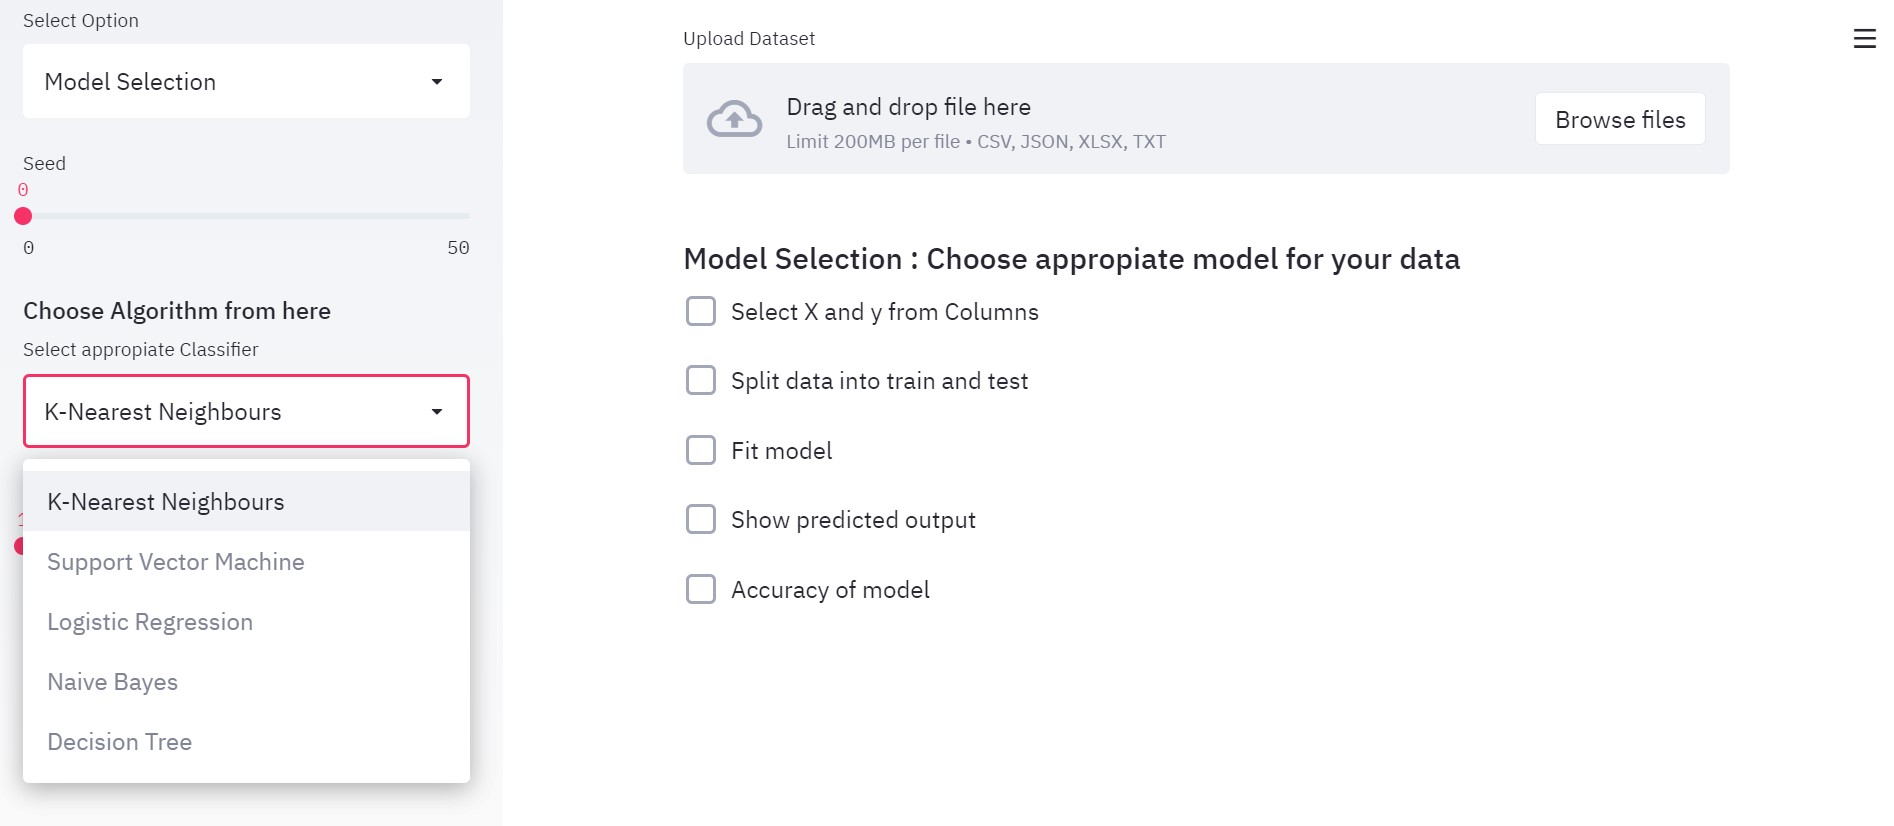 Select Option
Model Selection
Seed
0
0 50
Choose Algorithm from here
Select appropiate Classifier
K-Nearest Neighbours
K-Nearest Neighbours
Support Vector Machine
Logistic Regression
Naive Bayes
Decision Tree
Upload Dataset
Drag and drop file here
Limit 200MB per file • CSV, JSON, XLSX, TXT
Browse files
Model Selection : Choose appropiate model for your data
Select X and y from Columns
Split data into train and test
Fit model
Show predicted output
Accuracy of model